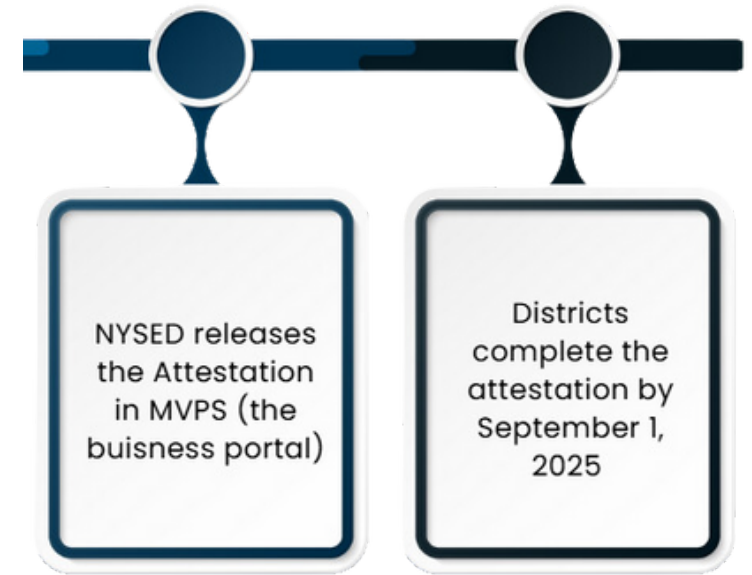 NYSED releases
the Attestation
in MVPS (the
buisness portal)
Districts
complete the
attestation by
September 1,
2025